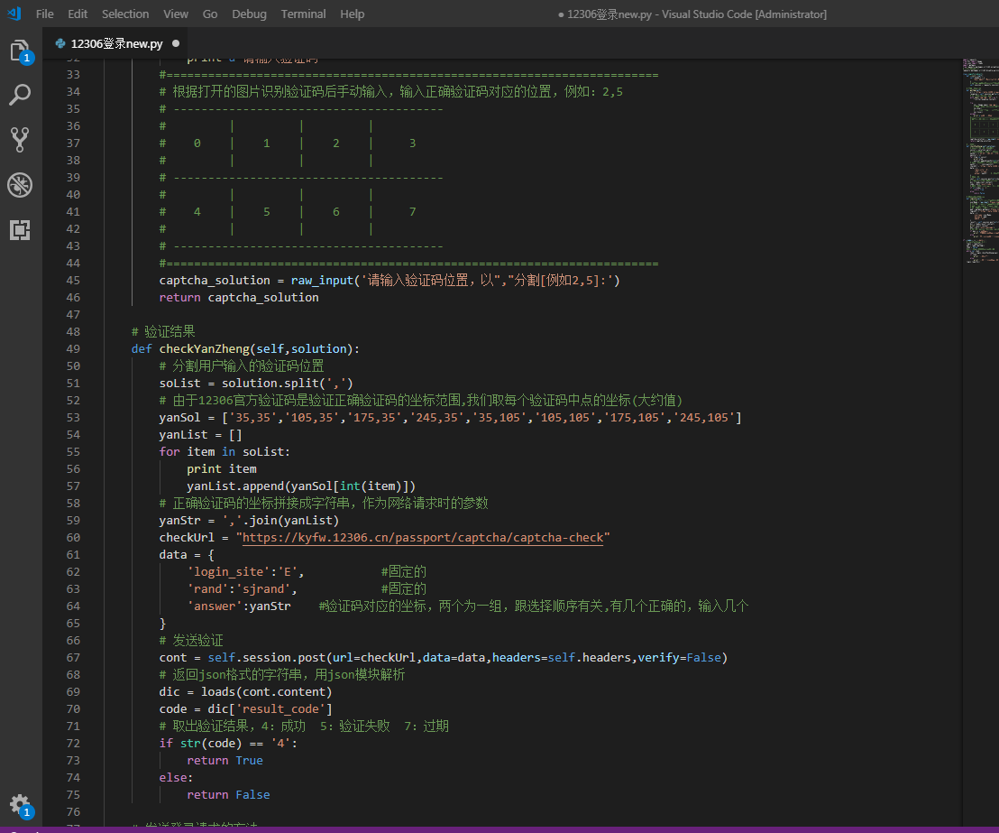 File Edit Selection View Go Debug Terminal Help
● 12306登录new.py - Visual Studio Code [Administrator]
12306登录new.py ●
1
33 #=======================================================================
34 # 根据打开的图片识别验证码后手动输入，输入正确验证码对应的位置，例如：2,5
35 # ---------------------------------------
36 #         |         |         |
37 #    0    |    1    |    2    |    3
38 #         |         |         |
39 # ---------------------------------------
40 #         |         |         |
41 #    4    |    5    |    6    |    7
42 #         |         |         |
43 # ---------------------------------------
44 #=======================================================================
45 captcha_solution = raw_input('请输入验证码位置，以","分割[例如2,5]:')
46 return captcha_solution
47
48 # 验证结果
49 def checkYanZheng(self,solution):
50 # 分割用户输入的验证码位置
51 soList = solution.split(',')
52 # 由于12306官方验证码是验证正确验证码的坐标范围,我们取每个验证码中点的坐标(大约值)
53 yanSol = ['35,35','105,35','175,35','245,35','35,105','105,105','175,105','245,105']
54 yanList = []
55 for item in soList:
56 print item
57 yanList.append(yanSol[int(item)])
58 # 正确验证码的坐标拼接成字符串，作为网络请求时的参数
59 yanStr = ','.join(yanList)
60 checkUrl = "https://kyfw.12306.cn/passport/captcha/captcha-check"
61 data = {
62 'login_site':'E', #固定的
63 'rand':'sjrand', #固定的
64 'answer':yanStr #验证码对应的坐标，两个为一组，跟选择顺序有关,有几个正确的，输入几个
65 }
66 # 发送验证
67 cont = self.session.post(url=checkUrl,data=data,headers=self.headers,verify=False)
68 # 返回json格式的字符串，用json模块解析
69 dic = loads(cont.content)
70 code = dic['result_code']
71 # 取出验证结果，4：成功  5：验证失败  7：过期
72 if str(code) == '4':
73 return True
74 else:
75 return False
76
1